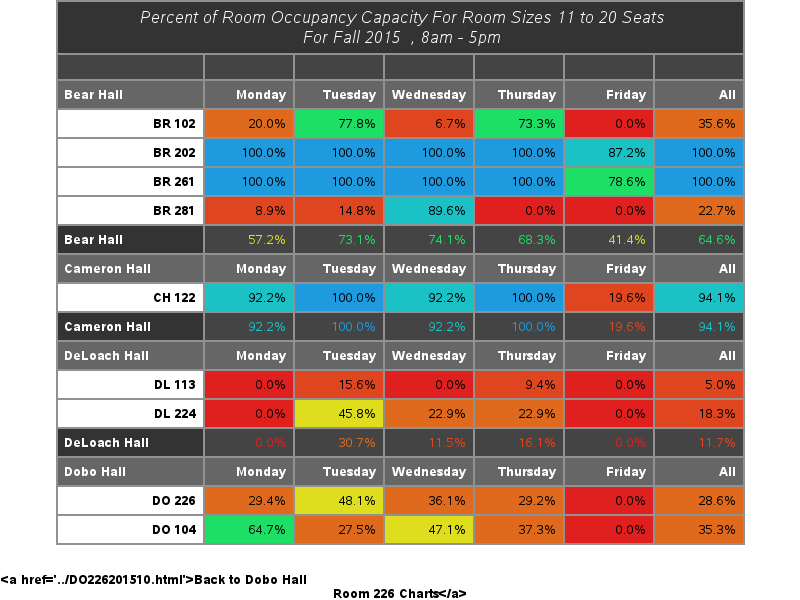 Percent of Room Occupancy Capacity For Room Sizes 11 to 20 Seats
For Fall 2015 , 8am - 5pm
Bear Hall Monday Tuesday Wednesday Thursday Friday All
BR 102 20.0% 77.8% 6.7% 73.3% 0.0% 35.6%
BR 202 100.0% 100.0% 100.0% 100.0% 87.2% 100.0%
BR 261 100.0% 100.0% 100.0% 100.0% 78.6% 100.0%
BR 281 8.9% 14.8% 89.6% 0.0% 0.0% 22.7%
Bear Hall 57.2% 73.1% 74.1% 68.3% 41.4% 64.6%
Cameron Hall Monday Tuesday Wednesday Thursday Friday All
CH 122 92.2% 100.0% 92.2% 100.0% 19.6% 94.1%
Cameron Hall 92.2% 100.0% 92.2% 100.0% 19.6% 94.1%
DeLoach Hall Monday Tuesday Wednesday Thursday Friday All
DL 113 0.0% 15.6% 0.0% 9.4% 0.0% 5.0%
DL 224 0.0% 45.8% 22.9% 22.9% 0.0% 18.3%
DeLoach Hall 0.0% 30.7% 11.5% 16.1% 0.0% 11.7%
Dobo Hall Monday Tuesday Wednesday Thursday Friday All
DO 226 29.4% 48.1% 36.1% 29.2% 0.0% 28.6%
DO 104 64.7% 27.5% 47.1% 37.3% 0.0% 35.3%
<a href='../DO226201510.html'>Back to Dobo Hall
Room 226 Charts</a>